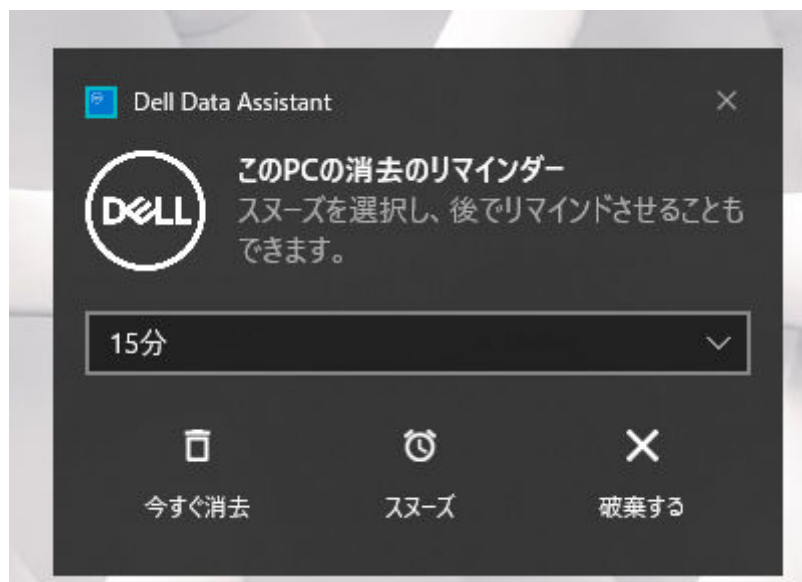 Dell Data Assistant
DELL
このPCの消去のリマインダー
スヌーズを選択し、後でリマインドさせることも
できます。
15分
今すぐ消去
スヌーズ
破棄する